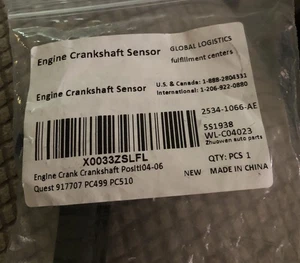 Engine Crankshaft Sensor
GLOBAL LOGISTICS
fulfillment centers
Engine Crankshaft Sensor
U.S. & Canada: 1-888-2804331
International: 1-206-922-0880
2534-1066-AE
SS1938
WL-C04023
Zhuowan auto parts
X0033ZSLFL
QTY: PCS 1
Engine Crank Crankshaft Positi04-06
NEW MADE IN CHINA
Quest 917707 PC499 PC510